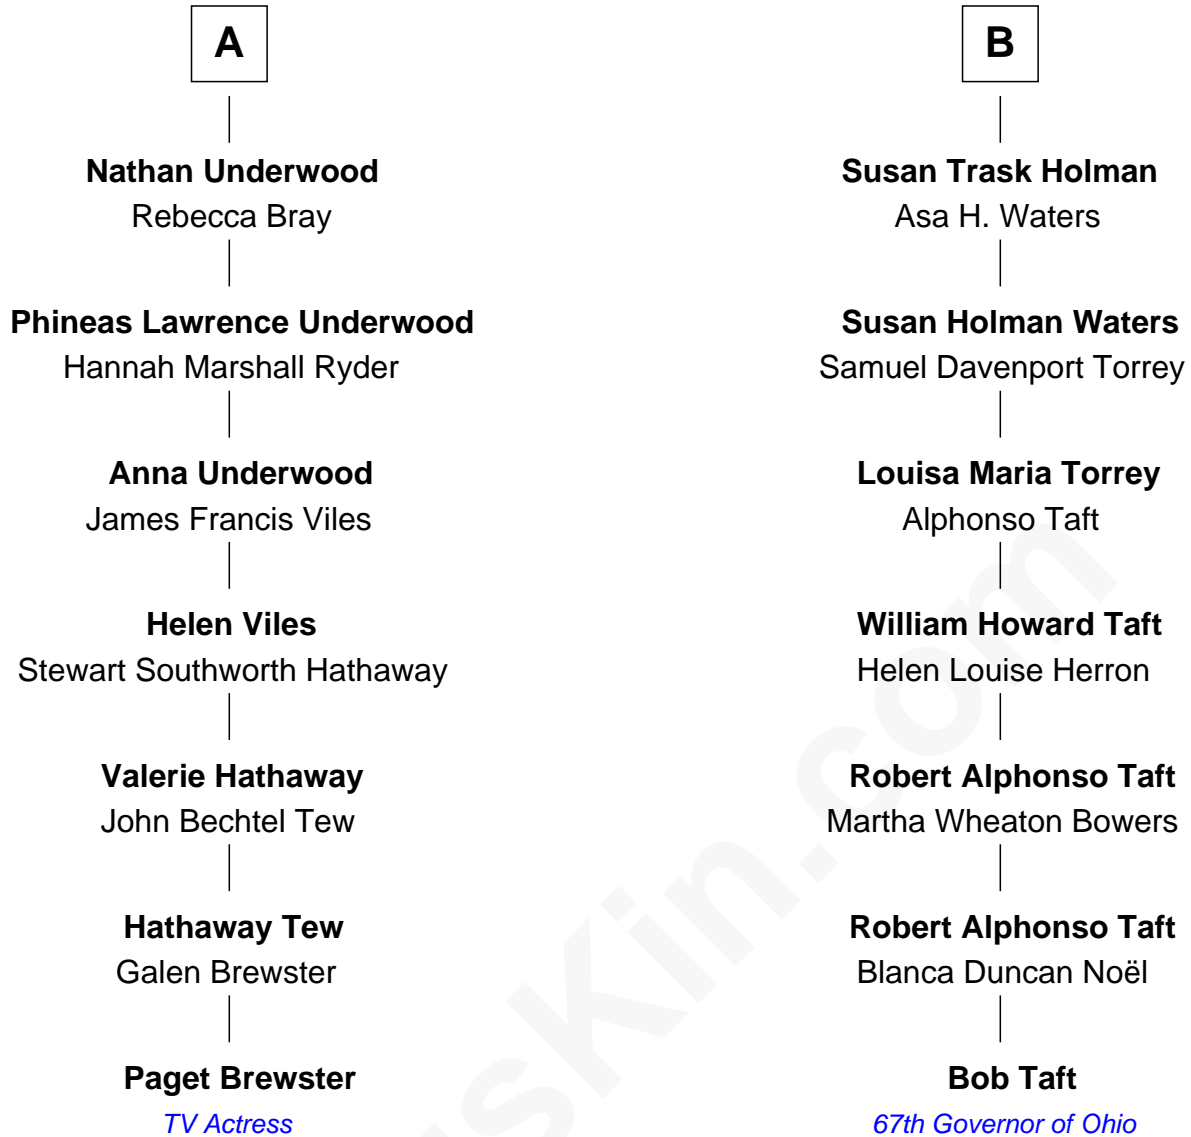 A
Nathan Underwood
Rebecca Bray
Phineas Lawrence Underwood
Hannah Marshall Ryder
Anna Underwood
James Francis Viles
Helen Viles
Stewart Southworth Hathaway
Valerie Hathaway
John Bechtel Tew
Hathaway Tew
Galen Brewster
Paget Brewster
TV Actress
B
Susan Trask Holman
Asa H. Waters
Susan Holman Waters
Samuel Davenport Torrey
Louisa Maria Torrey
Alphonso Taft
William Howard Taft
Helen Louise Herron
Robert Alphonso Taft
Martha Wheaton Bowers
Robert Alphonso Taft
Blanca Duncan Noël
Bob Taft
67th Governor of Ohio
sKin.com